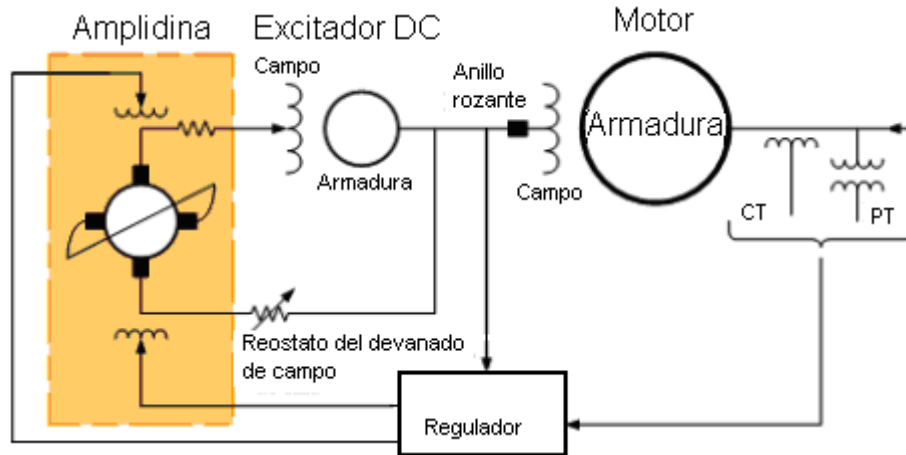 Amplidina
Excitador DC
Motor
Campo
Anillo
rozante
Armadura
Armadura
Campo
CT
PT
Reostato del devanado
de campo
Regulador